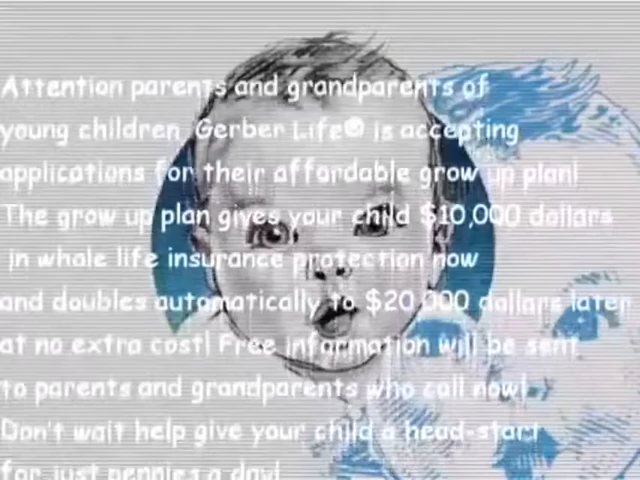 Attention parents and grandparents of
young children, Gerber Life® is accepting
applications for their affordable grow up plan!
The grow up plan gives your child $10,000 dollars
in whole life insurance protection now
and doubles automatically to $20,000 dollars later
at no extra cost! Free information will be sent
to parents and grandparents who call now!
Don't wait help give your child a head-start
for just pennies a day!